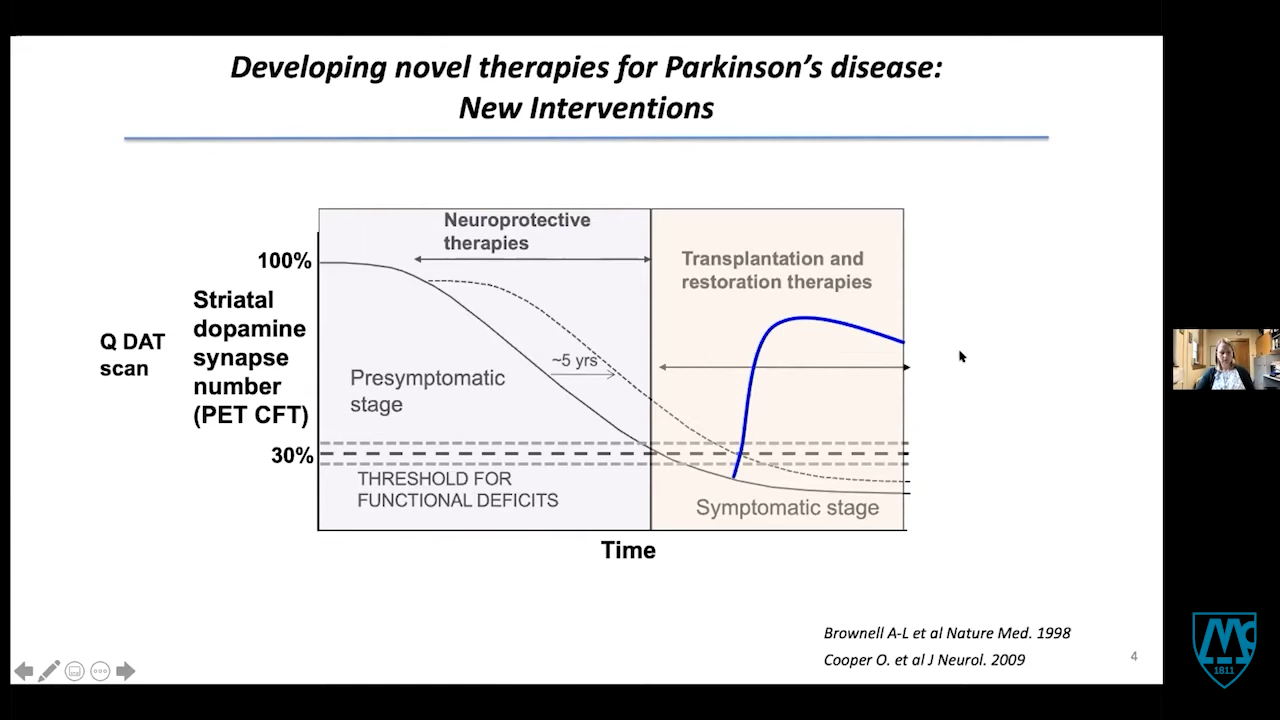 Developing novel therapies for Parkinson's disease:
New Interventions
Neuroprotective
therapies
Transplantation and
restoration therapies
100%
Striatal
dopamine
synapse
number
(PET CFT)
Q DAT
scan
~5 yrs
Presymptomatic
stage
30%
THRESHOLD FOR
FUNCTIONAL DEFICITS
Symptomatic stage
Time
Brownell A-L et al Nature Med. 1998
Cooper O. et al J Neurol. 2009
4
1811